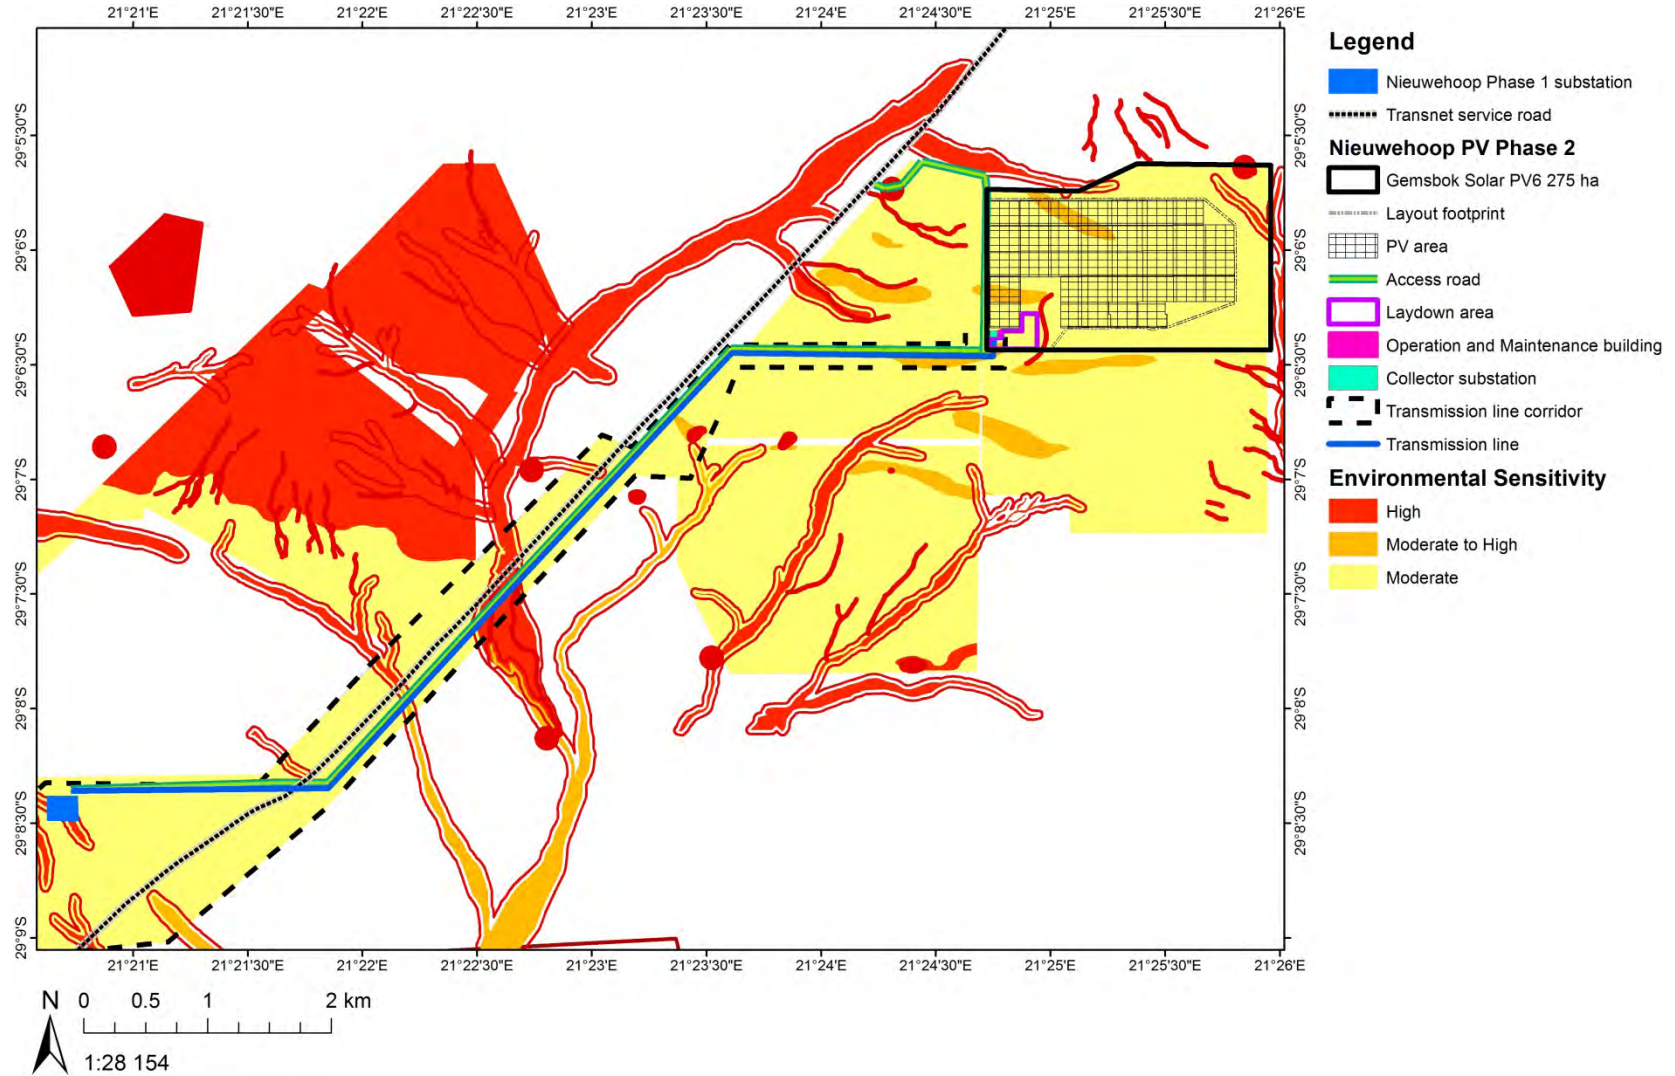 21°21'E 21°21'30"E 21°22'E 21°22'30"E 21°23'E 21°23'30"E 21°24'E 21°24'30"E 21°25'E 21°25'30"E 21°26'E
29°5'30"S 29°5'30"S
29°6'S 29°6'S
29°6'30"S 29°6'30"S
29°7'S 29°7'S
29°7'30"S 29°7'30"S
29°8'S 29°8'S
29°8'30"S 29°8'30"S
29°9'S
21°21'E 21°21'30"E 21°22'E 21°22'30"E 21°23'E 21°23'30"E 21°24'E 21°24'30"E 21°25'E 21°25'30"E 21°26'E
Legend
Nieuwehoop Phase 1 substation
Transnet service road
Nieuwehoop PV Phase 2
Gemsbok Solar PV6 275 ha
Layout footprint
PV area
Access road
Laydown area
Operation and Maintenance building
Collector substation
Transmission line corridor
Transmission line
Environmental Sensitivity
High
Moderate to High
Moderate
N 0 0.5 1 2 km
1:28 154